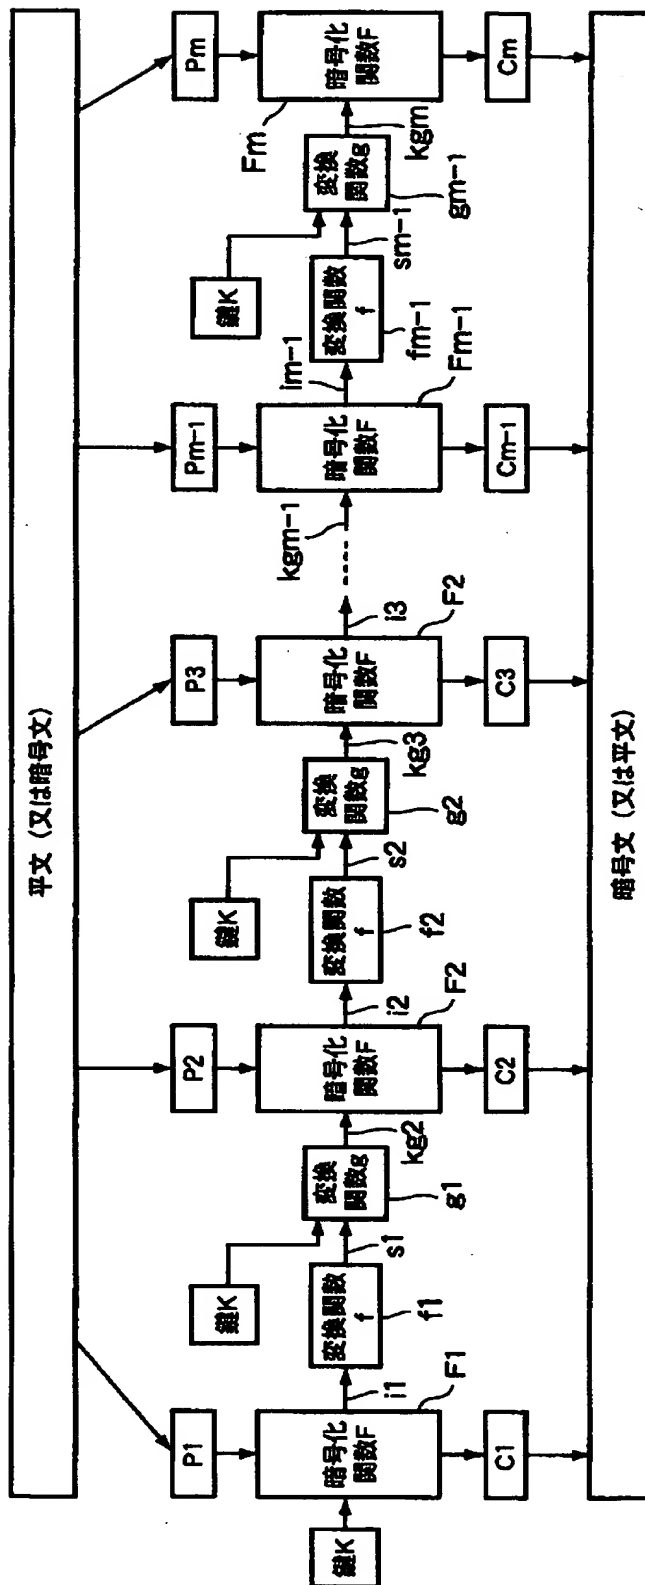 平文（又は暗号文）
P1
P2
P3
Pm-1
Pm
鍵K
暗号化
関数F
F1
i1
変換関数
f
f1
s1
鍵K
変換
関数g
g1
kg2
暗号化
関数F
F2
i2
変換関数
f
f2
s2
鍵K
変換
関数g
g2
kg3
暗号化
関数F
F2
i3
kgm-1
暗号化
関数F
Fm-1
im-1
変換関数
f
fm-1
sm-1
鍵K
変換
関数g
gm-1
kgm
暗号化
関数F
Fm
C1
C2
C3
Cm-1
Cm
暗号文（又は平文）